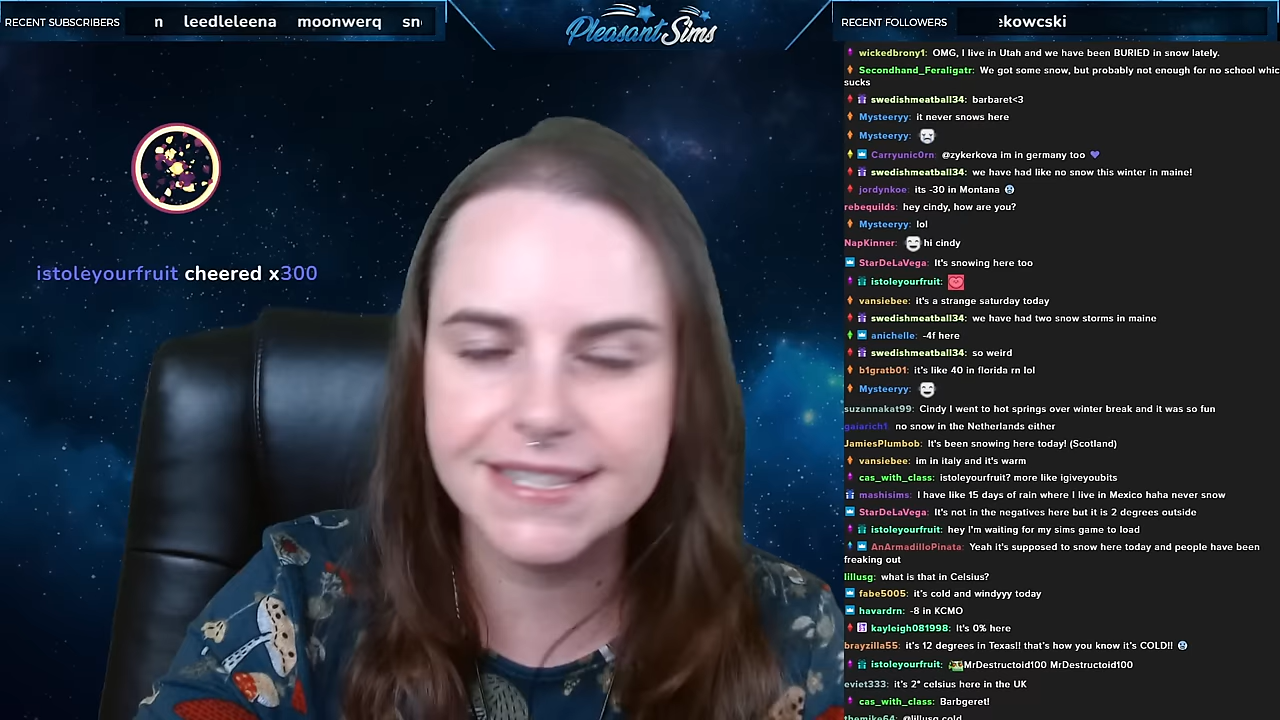 RECENT SUBSCRIBERS n leedleleena moonwerq sn
PleasantSims
RECENT FOLLOWERS kowcski
istoleyourfruit cheered x300
wickedbrony1: OMG, I live in Utah and we have been BURIED in snow lately.
Secondhand_Feraligatr: We got some snow, but probably not enough for no school whic
sucks
swedishmeatball34: barbaret<3
Mysteeryy: it never snows here
Mysteeryy:
Carryunic0rn: @zykerkova im in germany too 💜
swedishmeatball34: we have had like no snow this winter in maine!
jordynkoe: its -30 in Montana 🥶
rebequilds: hey cindy, how are you?
Mysteeryy: lol
NapKinner: hi cindy
StarDeLaVega: It's snowing here too
istoleyourfruit:
vansiebee: it's a strange saturday today
swedishmeatball34: we have had two snow storms in maine
anichelle: -4f here
swedishmeatball34: so weird
b1gratb01: it's like 40 in florida rn lol
Mysteeryy:
suzannakat99: Cindy I went to hot springs over winter break and it was so fun
gaiarich1: no snow in the Netherlands either
JamiesPlumbob: It's been snowing here today! (Scotland)
vansiebee: im in italy and it's warm
cas_with_class: istoleyourfruit? more like igiveyoubits
mashisims: I have like 15 days of rain where I live in Mexico haha never snow
StarDeLaVega: It's not in the negatives here but it is 2 degrees outside
istoleyourfruit: hey I'm waiting for my sims game to load
AnArmadilloPinata: Yeah it's supposed to snow here today and people have been
freaking out
lillusg: what is that in Celsius?
fabe5005: it's cold and windyyy today
havardrn: -8 in KCMO
kayleigh081998: It's 0% here
brayzilla55: it's 12 degrees in Texas!! that's how you know it's COLD!! 🥶
istoleyourfruit: MrDestructoid100 MrDestructoid100
eviet333: it's 2° celsius here in the UK
cas_with_class: Barbgeret!
themike64: @lillusg cold